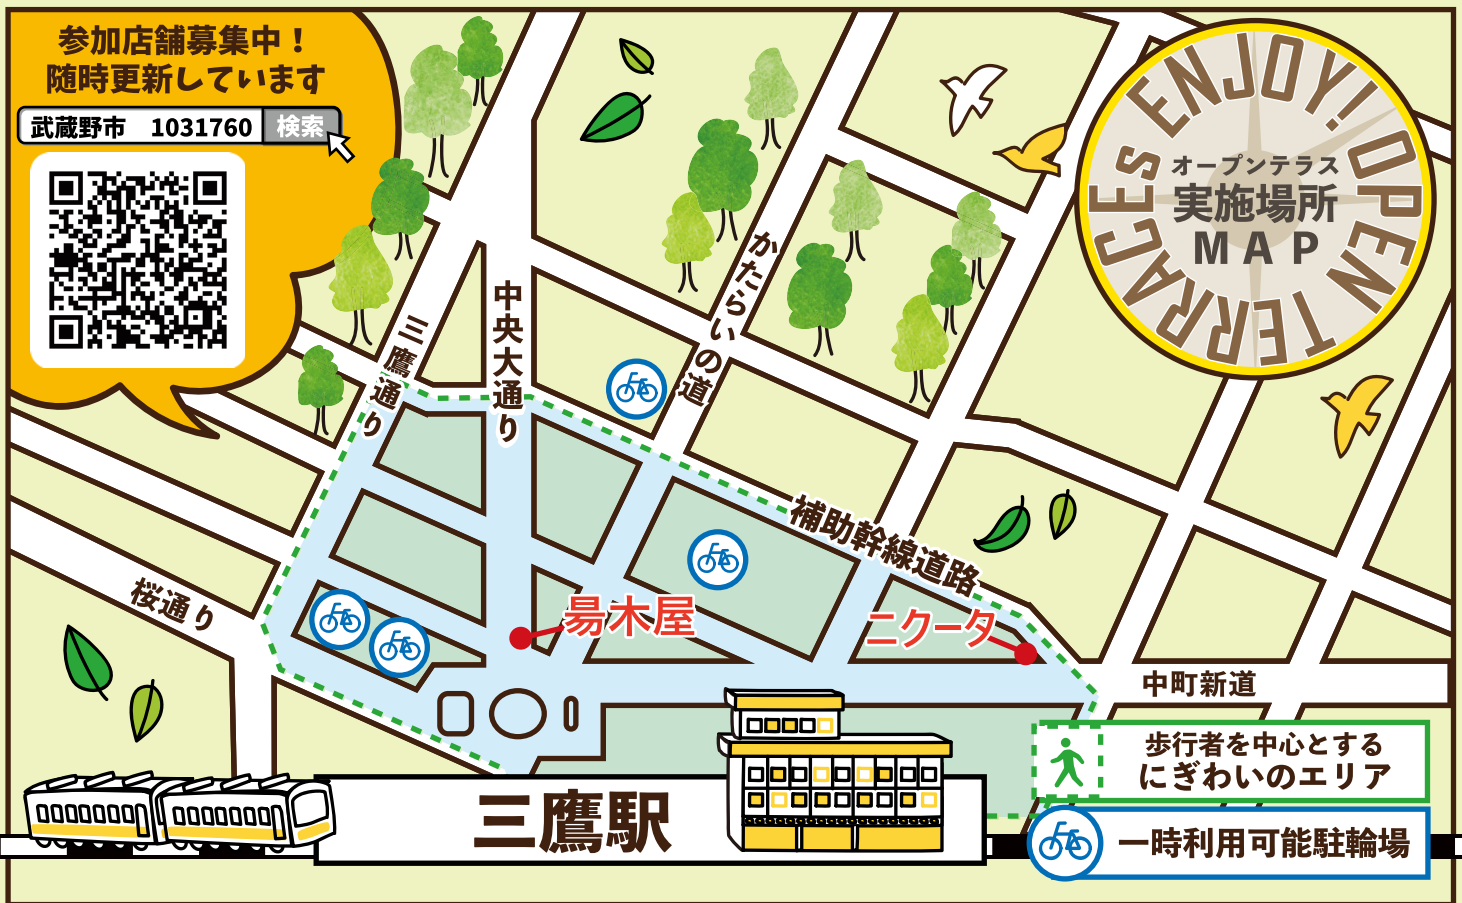 参加店舗募集中！
随時更新しています
武蔵野市　1031760
検索
ENJOY! OPEN TERRACEs
オープンテラス
実施場所
MAP
かたらいの道
中央大通り
三鷹通り
補助幹線道路
桜通り
昜木屋
ニクータ
中町新道
歩行者を中心とする
にぎわいのエリア
三鷹駅
一時利用可能駐輪場